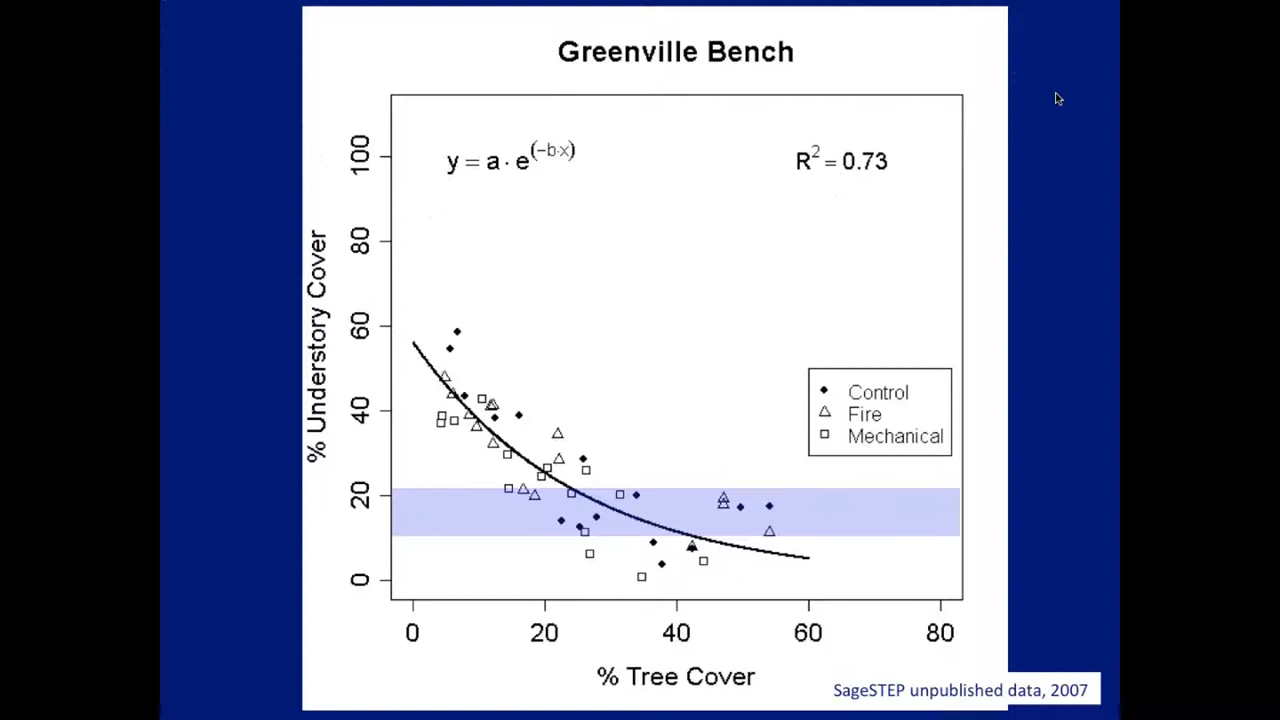 Greenville Bench
y = a · e^(−b·x)
R² = 0.73
% Understory Cover
100
80
60
40
20
0
Control
Fire
Mechanical
0 20 40 60 80
% Tree Cover
SageSTEP unpublished data, 2007